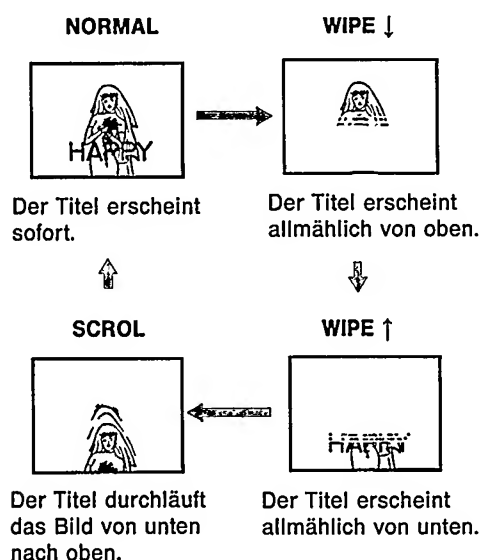 NORMAL
HAPPY
Der Titel erscheint
sofort.
WIPE ↓
Der Titel erscheint
allmählich von oben.
SCROL
Der Titel durchläuft
das Bild von unten
nach oben.
WIPE ↑
HAPPY
Der Titel erscheint
allmählich von unten.